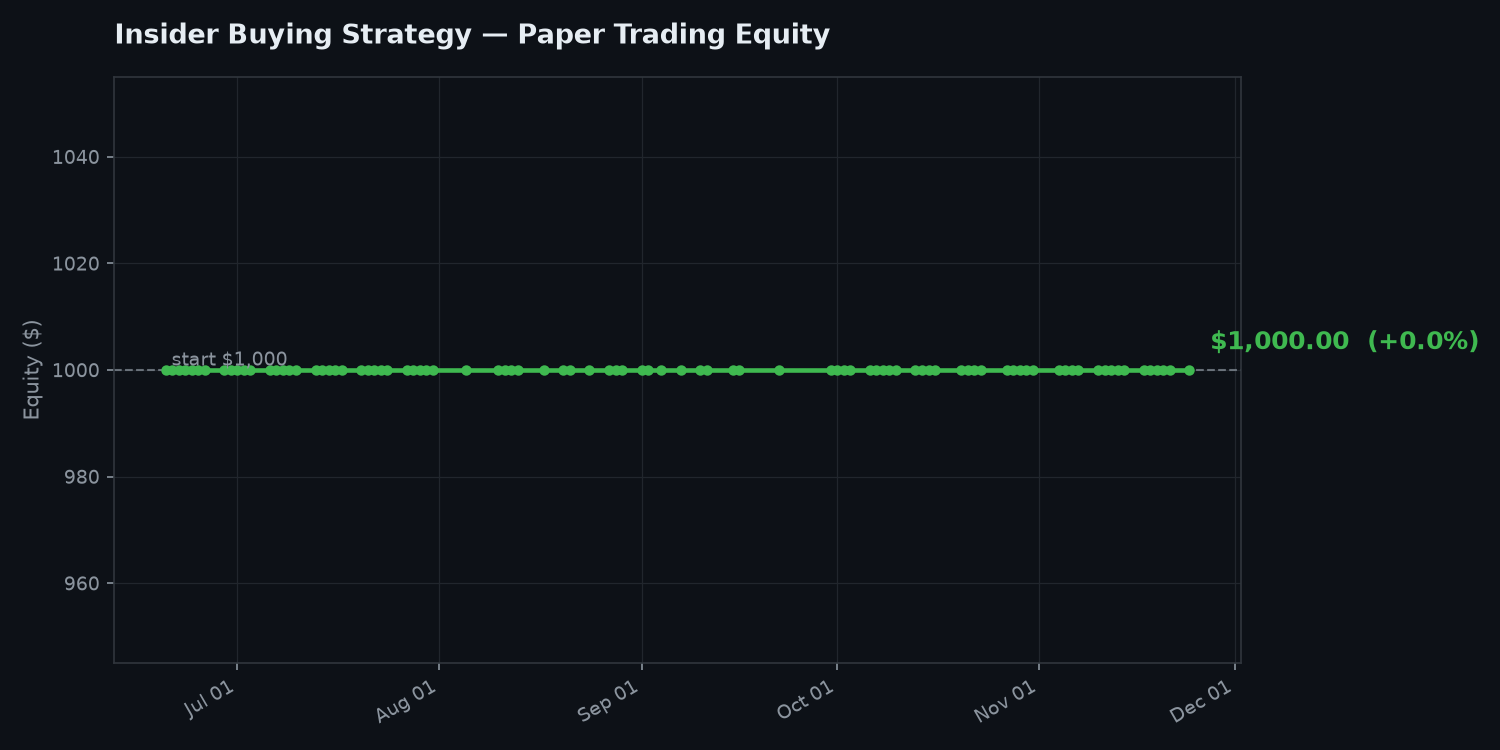 Insider Buying Strategy — Paper Trading Equity
1040
1020
$1,000.00 (+0.0%)
start $1,000
1000
Equity ($)
980
960
Jul 01
Aug 01
Sep 01
Oct 01
Nov 01
Dec 01